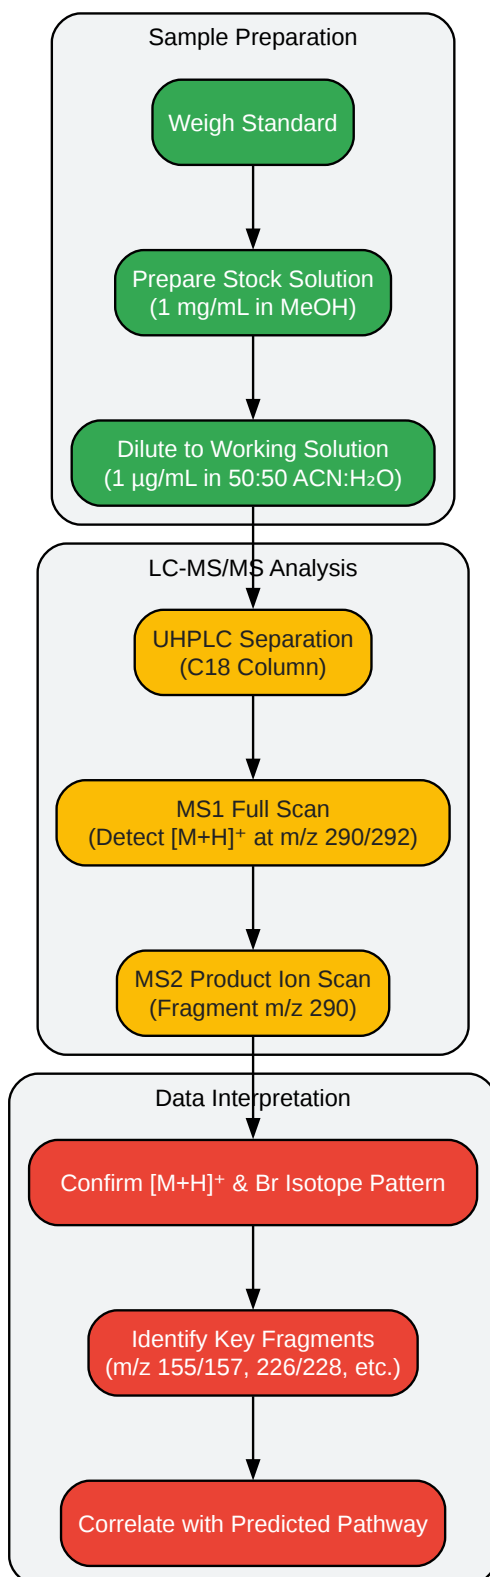 Sample Preparation
Weigh Standard
Prepare Stock Solution
(1 mg/mL in MeOH)
Dilute to Working Solution
(1 µg/mL in 50:50 ACN:H₂O)
LC-MS/MS Analysis
UHPLC Separation
(C18 Column)
MS1 Full Scan
(Detect [M+H]⁺ at m/z 290/292)
MS2 Product Ion Scan
(Fragment m/z 290)
Data Interpretation
Confirm [M+H]⁺ & Br Isotope Pattern
Identify Key Fragments
(m/z 155/157, 226/228, etc.)
Correlate with Predicted Pathway